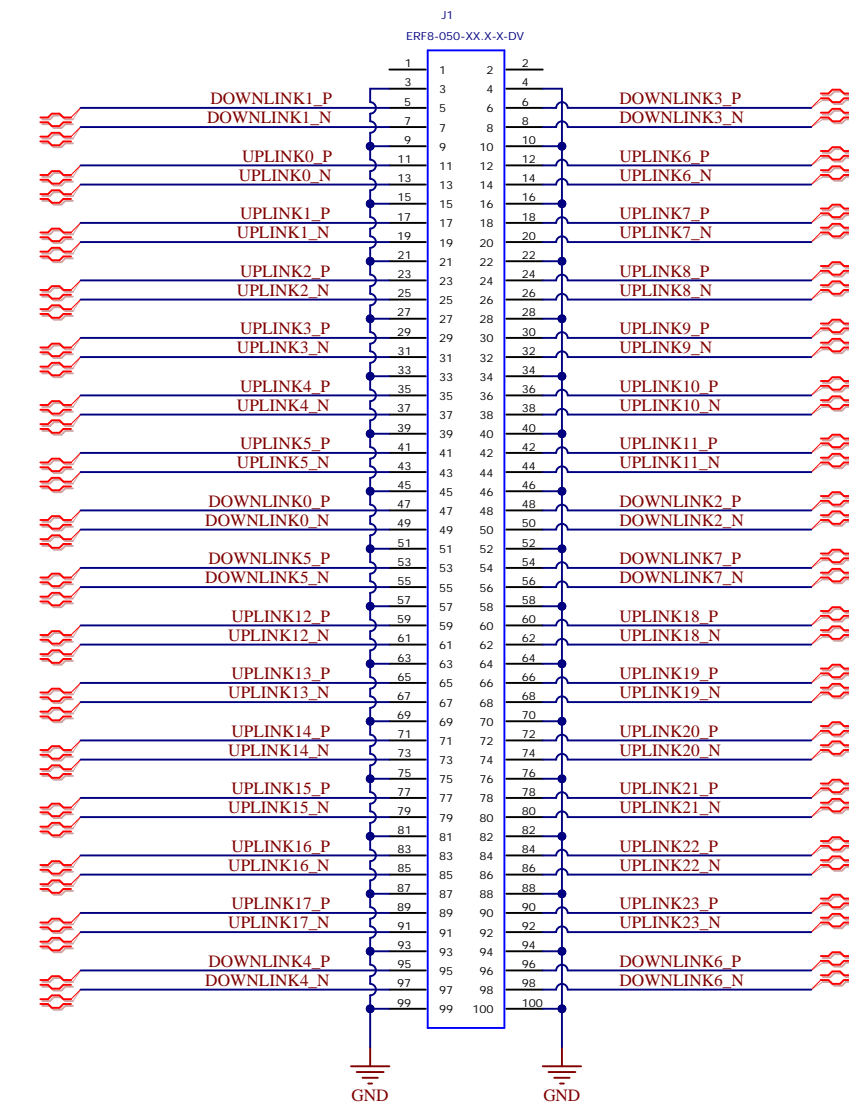 J1
ERF8-050-XX.X-X-DV
1 1 2 2
3 3 4 4
DOWNLINK1_P 5 5 6 6 DOWNLINK3_P
DOWNLINK1_N 7 7 8 8 DOWNLINK3_N
9 9 10 10
UPLINK0_P 11 11 12 12 UPLINK6_P
UPLINK0_N 13 13 14 14 UPLINK6_N
15 15 16 16
UPLINK1_P 17 17 18 18 UPLINK7_P
UPLINK1_N 19 19 20 20 UPLINK7_N
21 21 22 22
UPLINK2_P 23 23 24 24 UPLINK8_P
UPLINK2_N 25 25 26 26 UPLINK8_N
27 27 28 28
UPLINK3_P 29 29 30 30 UPLINK9_P
UPLINK3_N 31 31 32 32 UPLINK9_N
33 33 34 34
UPLINK4_P 35 35 36 36 UPLINK10_P
UPLINK4_N 37 37 38 38 UPLINK10_N
39 39 40 40
UPLINK5_P 41 41 42 42 UPLINK11_P
UPLINK5_N 43 43 44 44 UPLINK11_N
45 45 46 46
DOWNLINK0_P 47 47 48 48 DOWNLINK2_P
DOWNLINK0_N 49 49 50 50 DOWNLINK2_N
51 51 52 52
DOWNLINK5_P 53 53 54 54 DOWNLINK7_P
DOWNLINK5_N 55 55 56 56 DOWNLINK7_N
57 57 58 58
UPLINK12_P 59 59 60 60 UPLINK18_P
UPLINK12_N 61 61 62 62 UPLINK18_N
63 63 64 64
UPLINK13_P 65 65 66 66 UPLINK19_P
UPLINK13_N 67 67 68 68 UPLINK19_N
69 69 70 70
UPLINK14_P 71 71 72 72 UPLINK20_P
UPLINK14_N 73 73 74 74 UPLINK20_N
75 75 76 76
UPLINK15_P 77 77 78 78 UPLINK21_P
UPLINK15_N 79 79 80 80 UPLINK21_N
81 81 82 82
UPLINK16_P 83 83 84 84 UPLINK22_P
UPLINK16_N 85 85 86 86 UPLINK22_N
87 87 88 88
UPLINK17_P 89 89 90 90 UPLINK23_P
UPLINK17_N 91 91 92 92 UPLINK23_N
93 93 94 94
DOWNLINK4_P 95 95 96 96 DOWNLINK6_P
DOWNLINK4_N 97 97 98 98 DOWNLINK6_N
99 99 100 100
GND GND